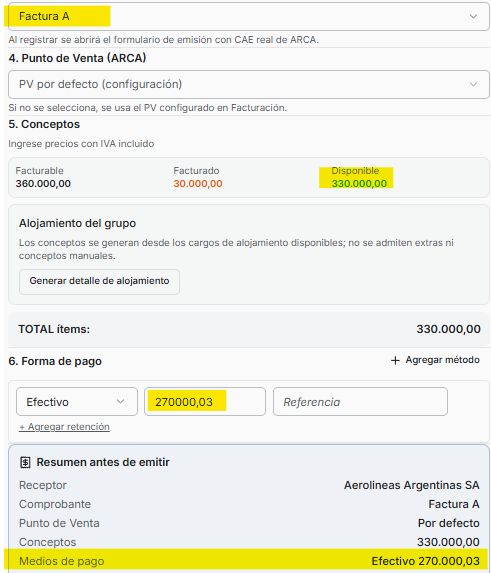 Factura A
Al registrar se abrirá el formulario de emisión con CAE real de ARCA.
4. Punto de Venta (ARCA)
PV por defecto (configuración)
Si no se selecciona, se usa el PV configurado en Facturación.
5. Conceptos
Ingrese precios con IVA incluido
Facturable Facturado Disponible
360.000,00 30.000,00 330.000,00
Alojamiento del grupo
Los conceptos se generan desde los cargos de alojamiento disponibles; no se admiten extras ni
conceptos manuales.
Generar detalle de alojamiento
TOTAL ítems: 330.000,00
6. Forma de pago + Agregar método
Efectivo 270000,03 Referencia
+ Agregar retención
Resumen antes de emitir
Receptor Aerolineas Argentinas SA
Comprobante Factura A
Punto de Venta Por defecto
Conceptos 330.000,00
Medios de pago Efectivo 270.000,03